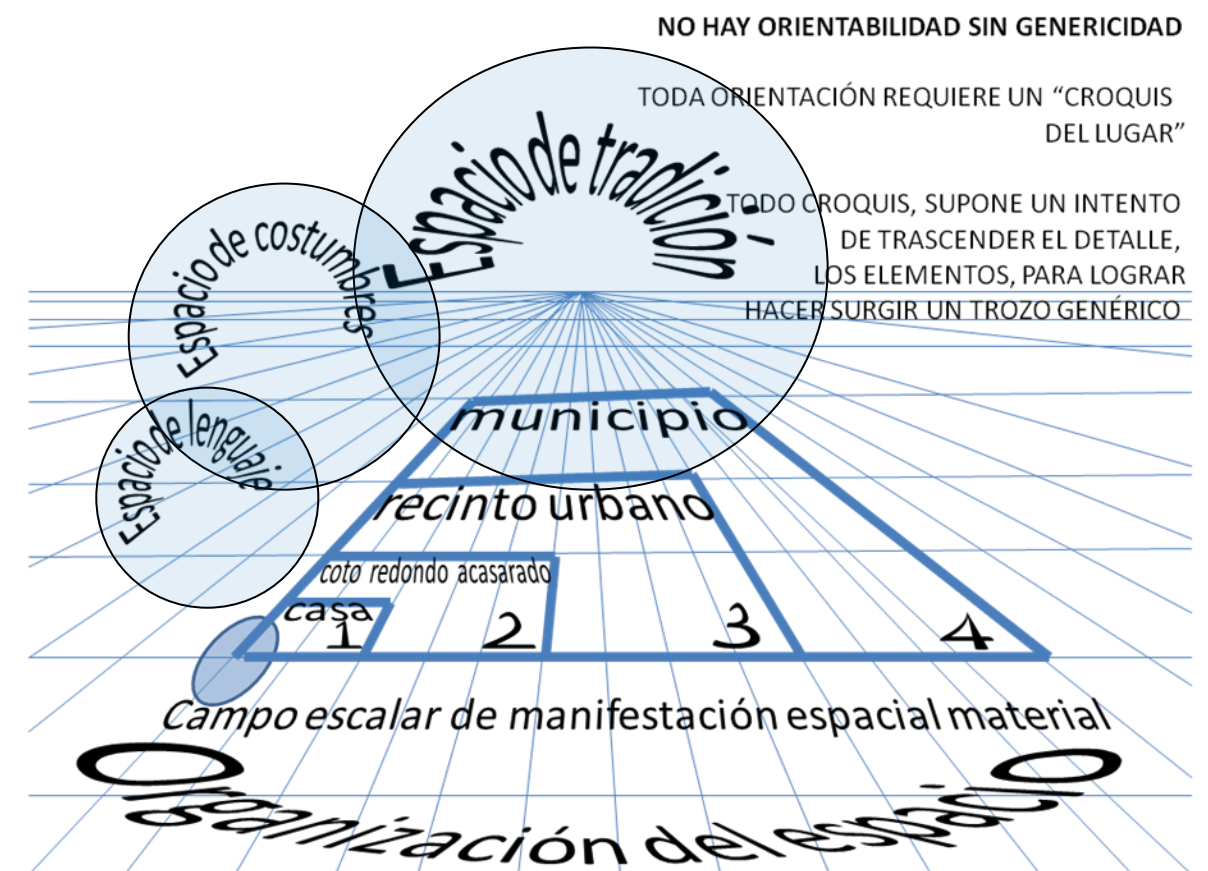 NO HAY ORIENTABILIDAD SIN GENERICIDAD
TODA ORIENTACIÓN REQUIERE UN “CROQUIS
DEL LUGAR”
TODO CROQUIS, SUPONE UN INTENTO
DE TRASCENDER EL DETALLE,
LOS ELEMENTOS, PARA LOGRAR
HACER SURGIR UN TROZO GENÉRICO
Espacio de tradición
Espacio de costumbres
Espacio de lenguaje
municipio
recinto urbano
coto redondo acasarado
casa
1 2 3 4
Campo escalar de manifestación espacial material
Organización del espaciO